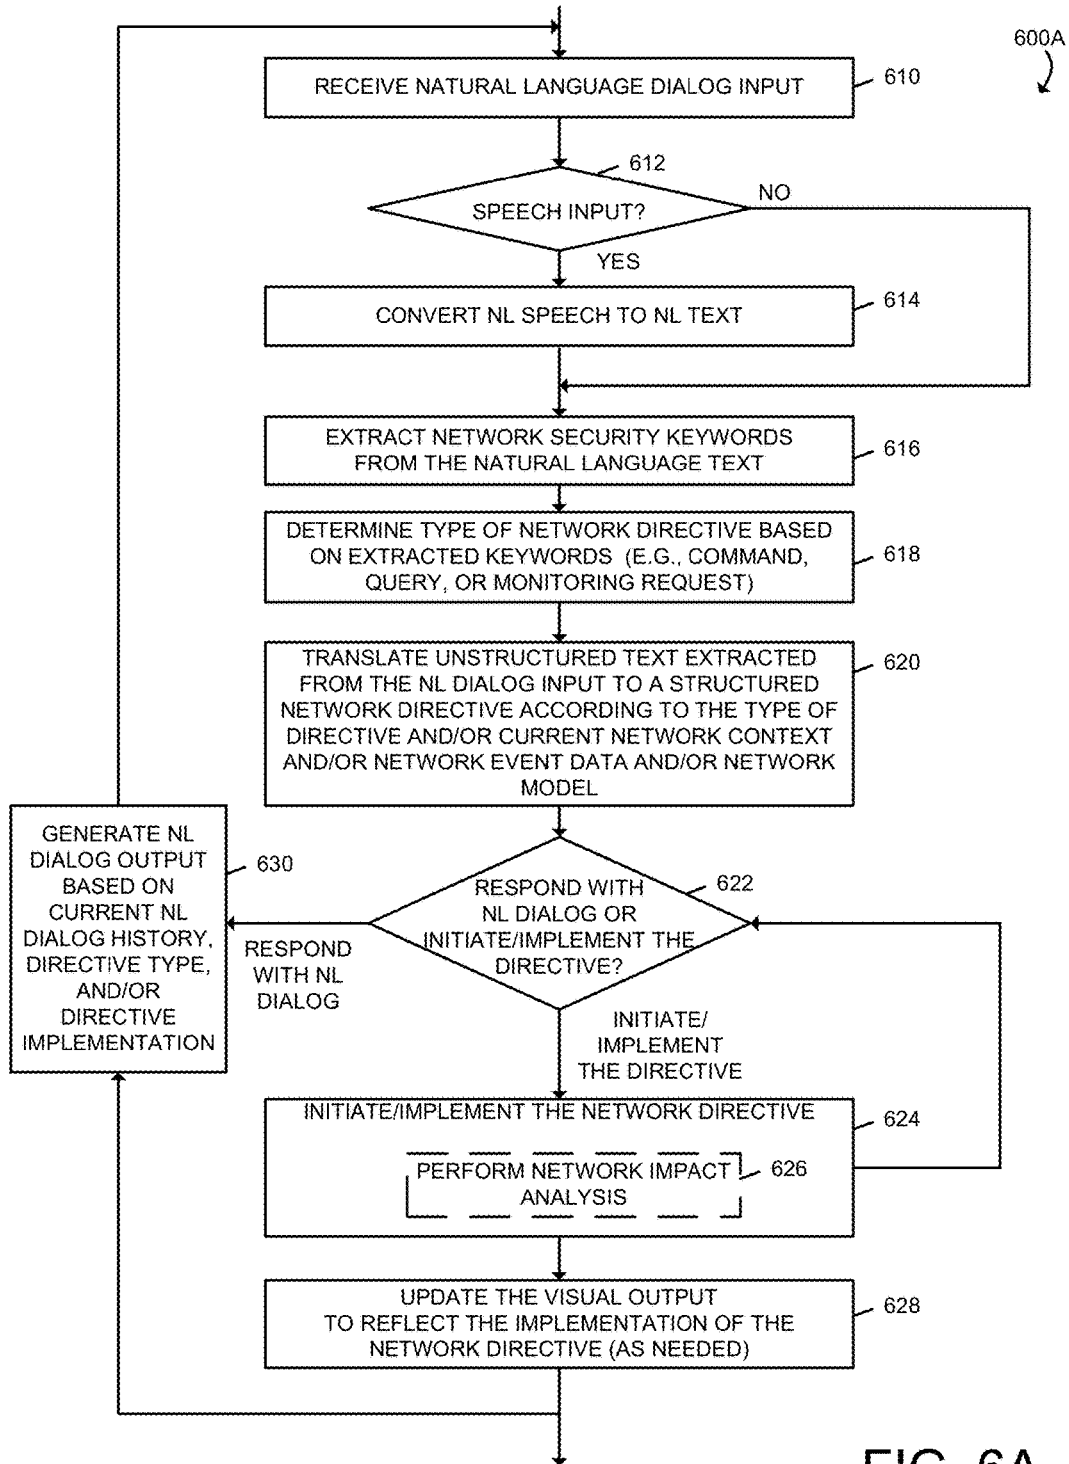 600A
RECEIVE NATURAL LANGUAGE DIALOG INPUT
610
612
SPEECH INPUT?
NO
YES
CONVERT NL SPEECH TO NL TEXT
614
EXTRACT NETWORK SECURITY KEYWORDS
FROM THE NATURAL LANGUAGE TEXT
616
DETERMINE TYPE OF NETWORK DIRECTIVE BASED
ON EXTRACTED KEYWORDS (E.G., COMMAND,
QUERY, OR MONITORING REQUEST)
618
TRANSLATE UNSTRUCTURED TEXT EXTRACTED
FROM THE NL DIALOG INPUT TO A STRUCTURED
NETWORK DIRECTIVE ACCORDING TO THE TYPE OF
DIRECTIVE AND/OR CURRENT NETWORK CONTEXT
AND/OR NETWORK EVENT DATA AND/OR NETWORK
MODEL
620
GENERATE NL
DIALOG OUTPUT
BASED ON
CURRENT NL
DIALOG HISTORY,
DIRECTIVE TYPE,
AND/OR
DIRECTIVE
IMPLEMENTATION
630
RESPOND WITH
NL DIALOG OR
INITIATE/IMPLEMENT THE
DIRECTIVE?
622
RESPOND
WITH NL
DIALOG
INITIATE/
IMPLEMENT
THE DIRECTIVE
INITIATE/IMPLEMENT THE NETWORK DIRECTIVE
624
PERFORM NETWORK IMPACT
ANALYSIS
626
UPDATE THE VISUAL OUTPUT
TO REFLECT THE IMPLEMENTATION OF THE
NETWORK DIRECTIVE (AS NEEDED)
628
FIG. 6A